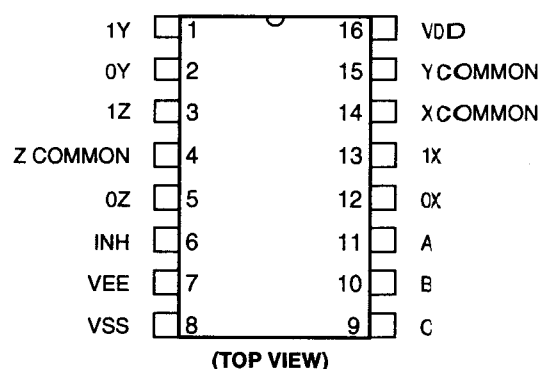 1Y 1 16 VDD
0Y 2 15 Y COMMON
1Z 3 14 X COMMON
Z COMMON 4 13 1X
0Z 5 12 0X
INH 6 11 A
VEE 7 10 B
VSS 8 9 C
(TOP VIEW)